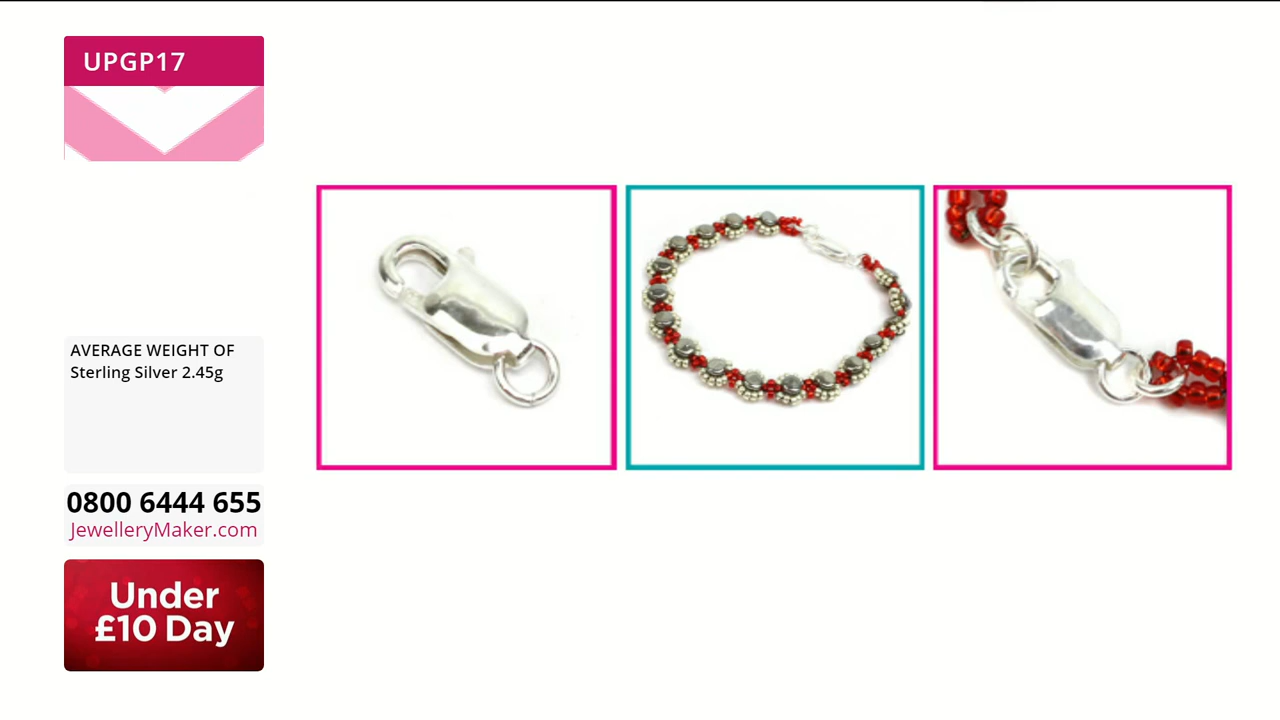 UPGP17
AVERAGE WEIGHT OF
Sterling Silver 2.45g
0800 6444 655
JewelleryMaker.com
Under
£10 Day